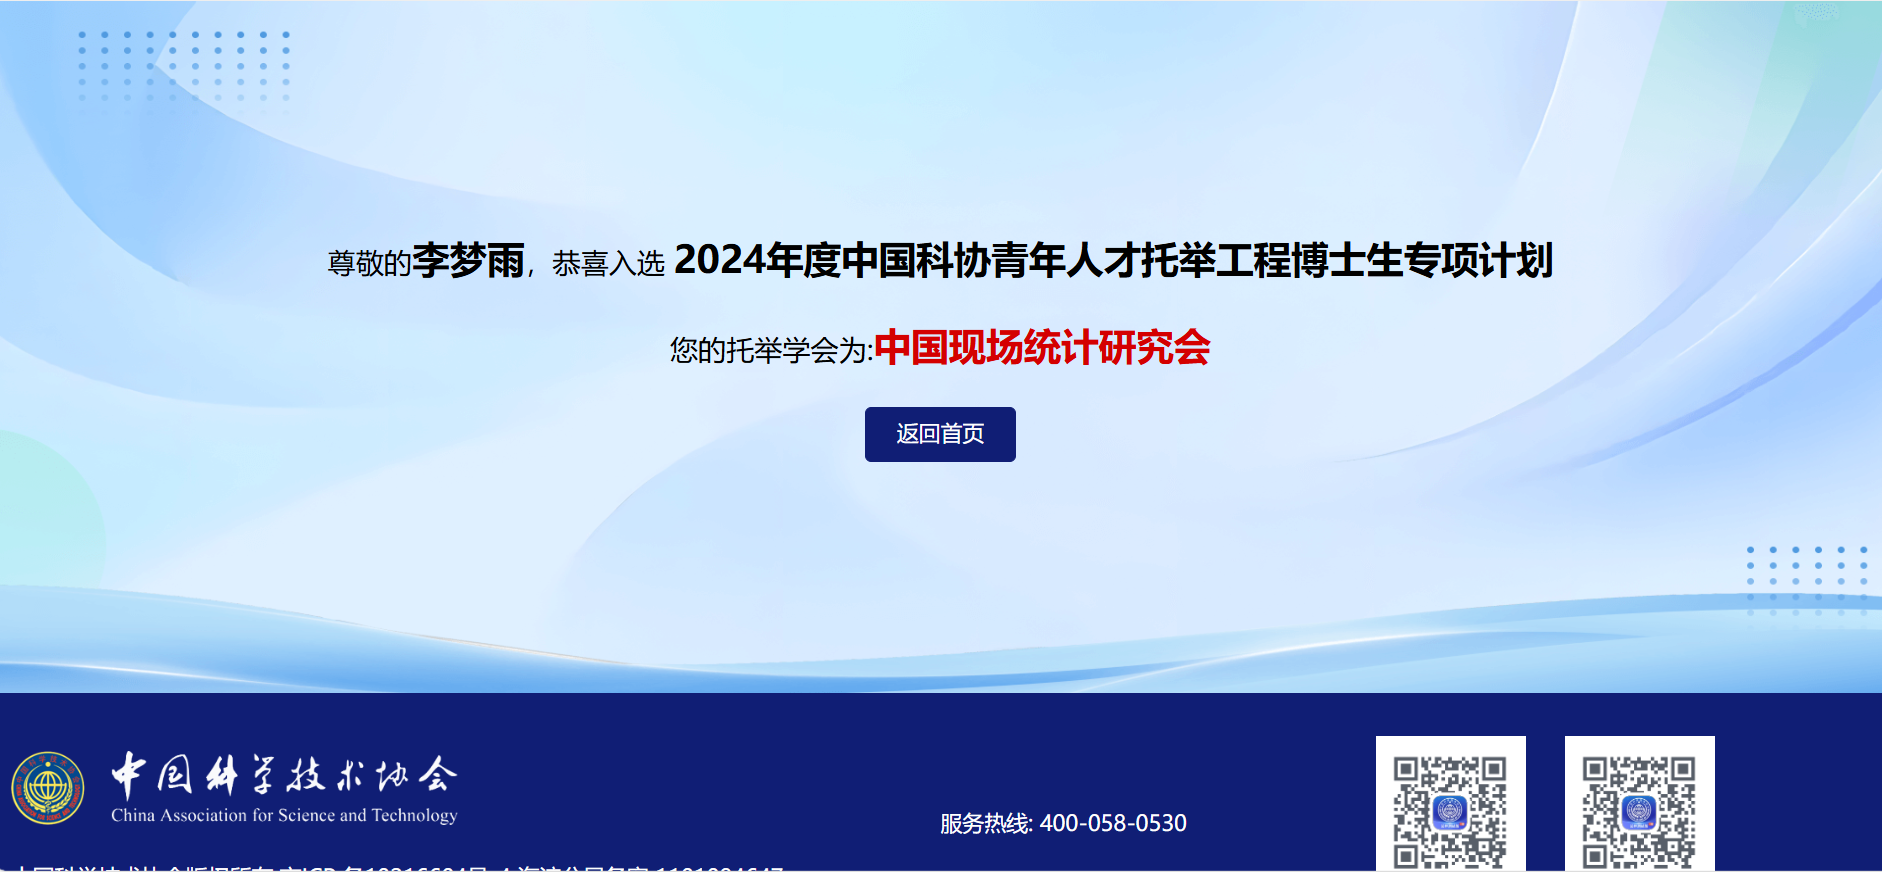 尊敬的李梦雨，恭喜入选 2024年度中国科协青年人才托举工程博士生专项计划
您的托举学会为:中国现场统计研究会
返回首页
中国科学技术协会
China Association for Science and Technology
服务热线: 400-058-0530